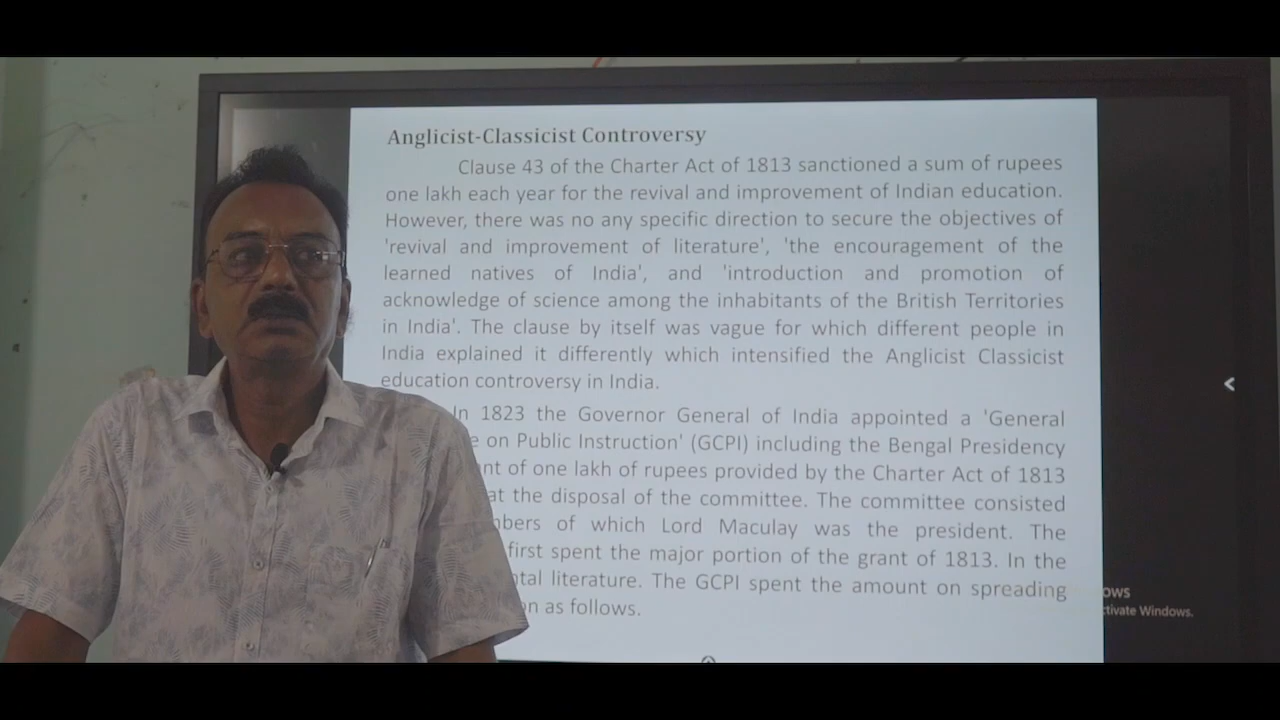 Anglicist-Classicist Controversy
Clause 43 of the Charter Act of 1813 sanctioned a sum of rupees
one lakh each year for the revival and improvement of Indian education.
However, there was no any specific direction to secure the objectives of
'revival and improvement of literature', 'the encouragement of the
learned natives of India', and 'introduction and promotion of
acknowledge of science among the inhabitants of the British Territories
in India'. The clause by itself was vague for which different people in
India explained it differently which intensified the Anglicist Classicist
education controversy in India.
In 1823 the Governor General of India appointed a 'General
on Public Instruction' (GCPI) including the Bengal Presidency
of one lakh of rupees provided by the Charter Act of 1813
at the disposal of the committee. The committee consisted
of which Lord Maculay was the president. The
first spent the major portion of the grant of 1813. In the
literature. The GCPI spent the amount on spreading
as follows.